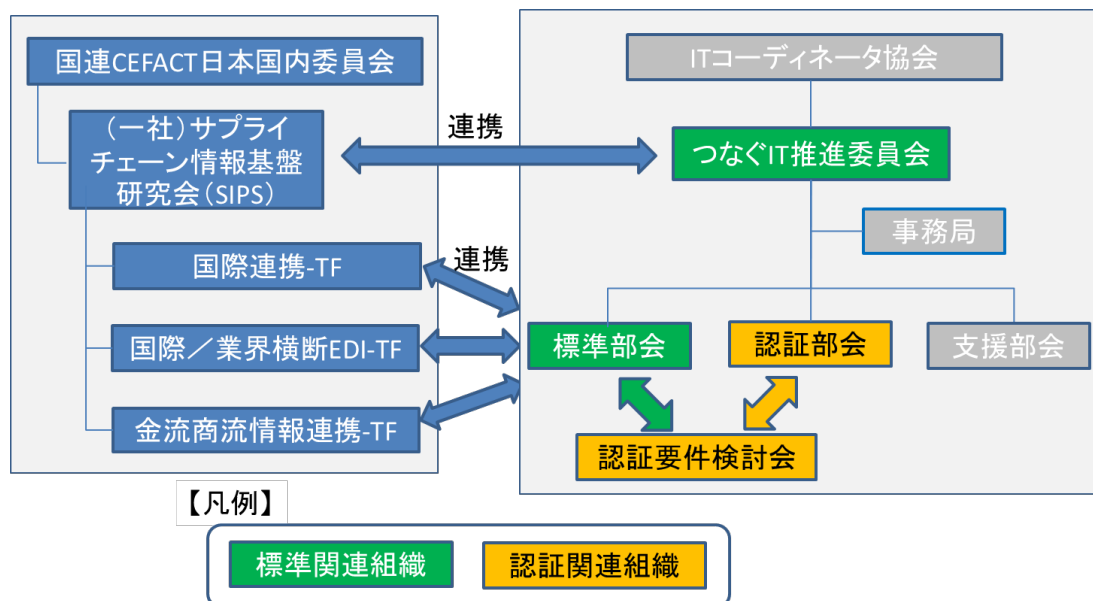 国連CEFACT日本国内委員会
（一社）サプライ
チェーン情報基盤
研究会（SIPS）
国際連携-TF
国際／業界横断EDI-TF
金流商流情報連携-TF
連携
連携
ITコーディネータ協会
つなぐIT推進委員会
事務局
標準部会
認証部会
支援部会
認証要件検討会
【凡例】
標準関連組織
認証関連組織